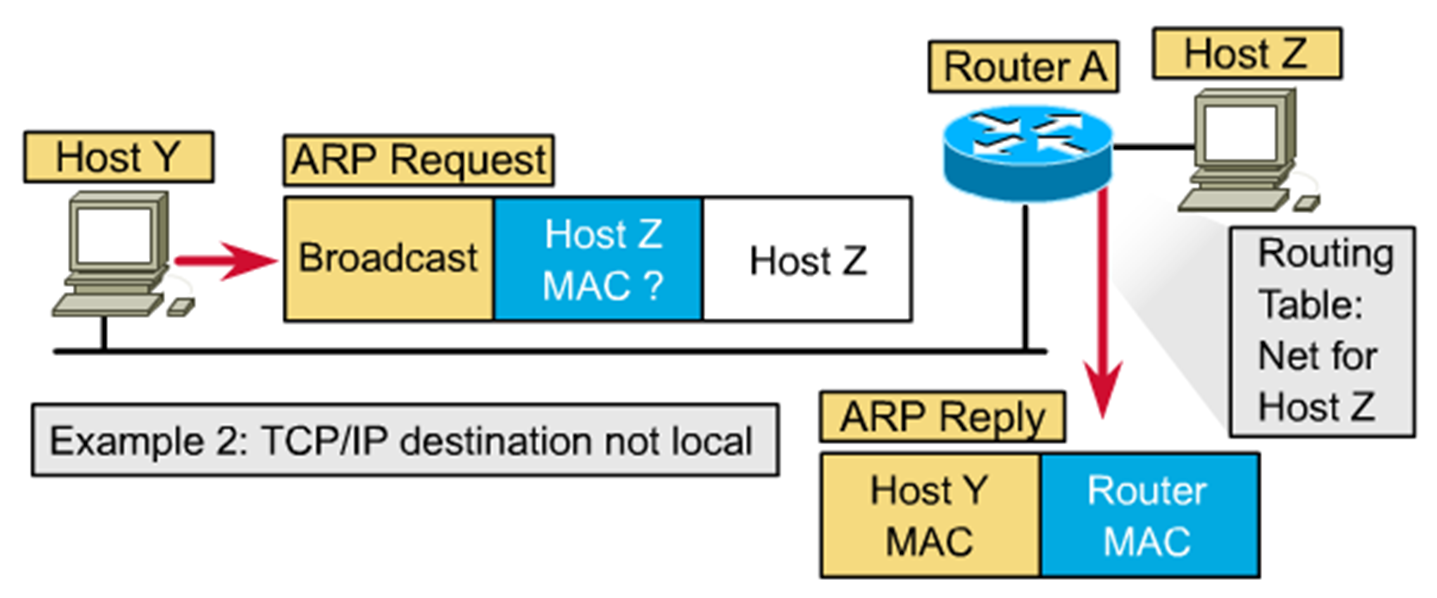 Router A
Host Z
Host Y
ARP Request
Broadcast
Host Z
MAC ?
Host Z
Routing
Table:
Net for
Host Z
Example 2: TCP/IP destination not local
ARP Reply
Host Y
MAC
Router
MAC